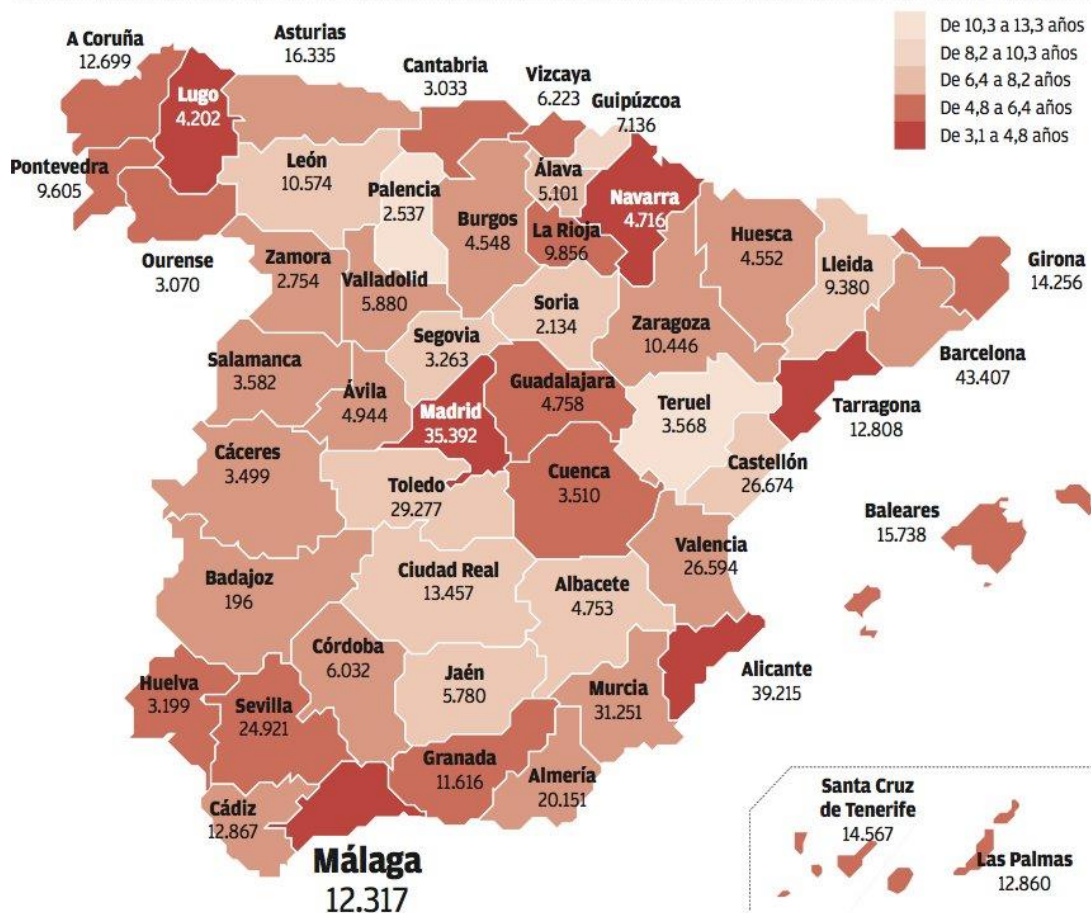 De 10,3 a 13,3 años
De 8,2 a 10,3 años
De 6,4 a 8,2 años
De 4,8 a 6,4 años
De 3,1 a 4,8 años
A Coruña
12.699
Lugo
4.202
Asturias
16.335
Cantabria
3.033
Vizcaya
6.223
Guipúzcoa
7.136
Pontevedra
9.605
Ourense
3.070
León
10.574
Palencia
2.537
Burgos
4.548
Álava
5.101
La Rioja
9.856
Navarra
4.716
Huesca
4.552
Lleida
9.380
Girona
14.256
Barcelona
43.407
Tarragona
12.808
Zamora
2.754
Valladolid
5.880
Soria
2.134
Zaragoza
10.446
Segovia
3.263
Salamanca
3.582
Ávila
4.944
Madrid
35.392
Guadalajara
4.758
Teruel
3.568
Castellón
26.674
Cáceres
3.499
Toledo
29.277
Cuenca
3.510
Valencia
26.594
Baleares
15.738
Badajoz
196
Ciudad Real
13.457
Albacete
4.753
Alicante
39.215
Huelva
3.199
Sevilla
24.921
Córdoba
6.032
Jaén
5.780
Murcia
31.251
Cádiz
12.867
Málaga
12.317
Granada
11.616
Almería
20.151
Santa Cruz
de Tenerife
14.567
Las Palmas
12.860